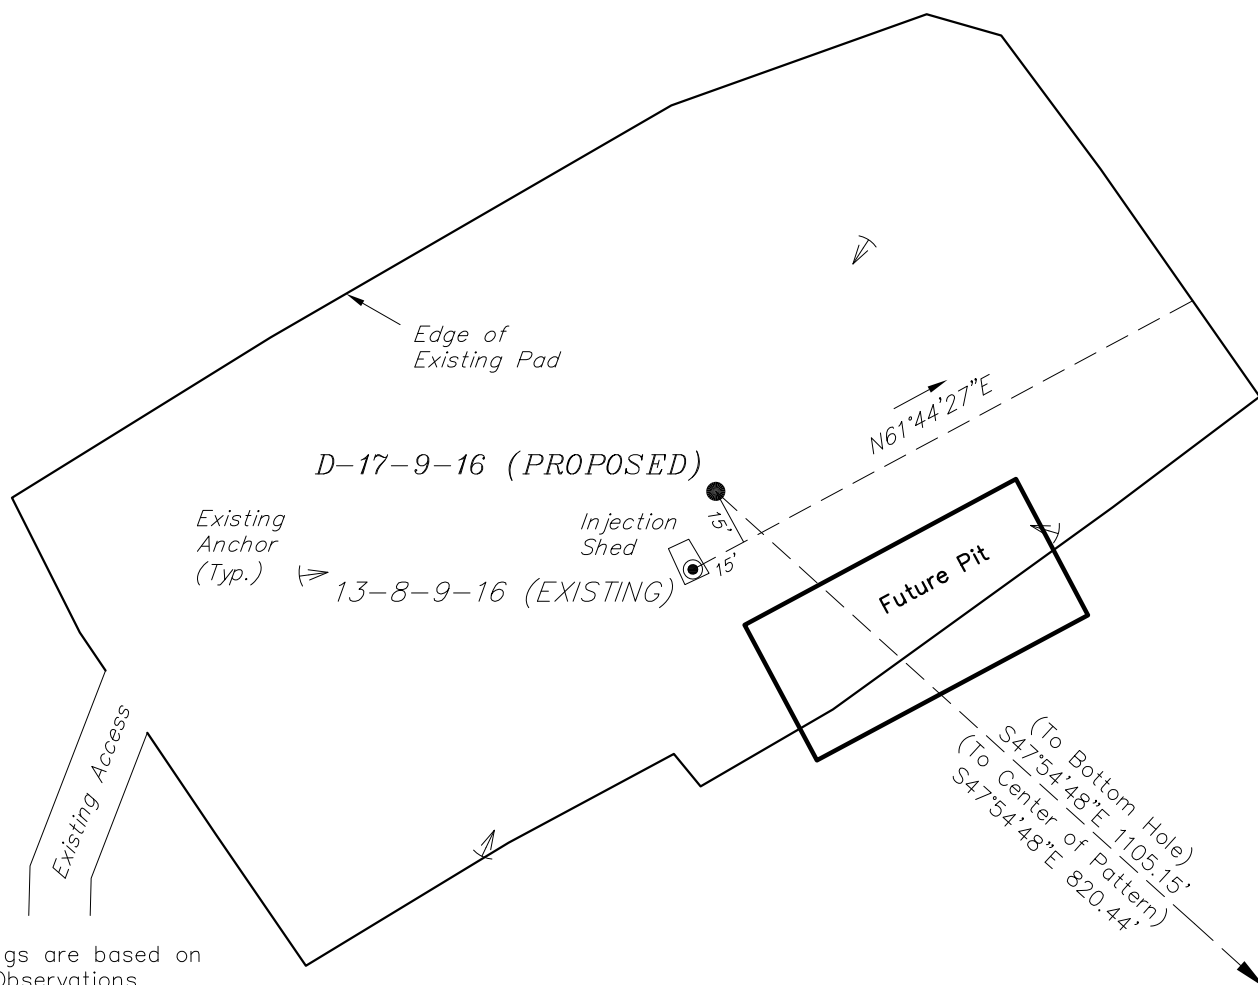 Edge of
Existing Pad
N61°44'27"E
D-17-9-16 (PROPOSED)
Existing
Anchor
(Typ.)
Injection
Shed
15'
15'
13-8-9-16 (EXISTING)
Future Pit
Existing Access
(To Bottom Hole)
S47°54'48"E 1105.15'
(To Center of Pattern)
S47°54'48"E 820.44'
gs are based on
Observations